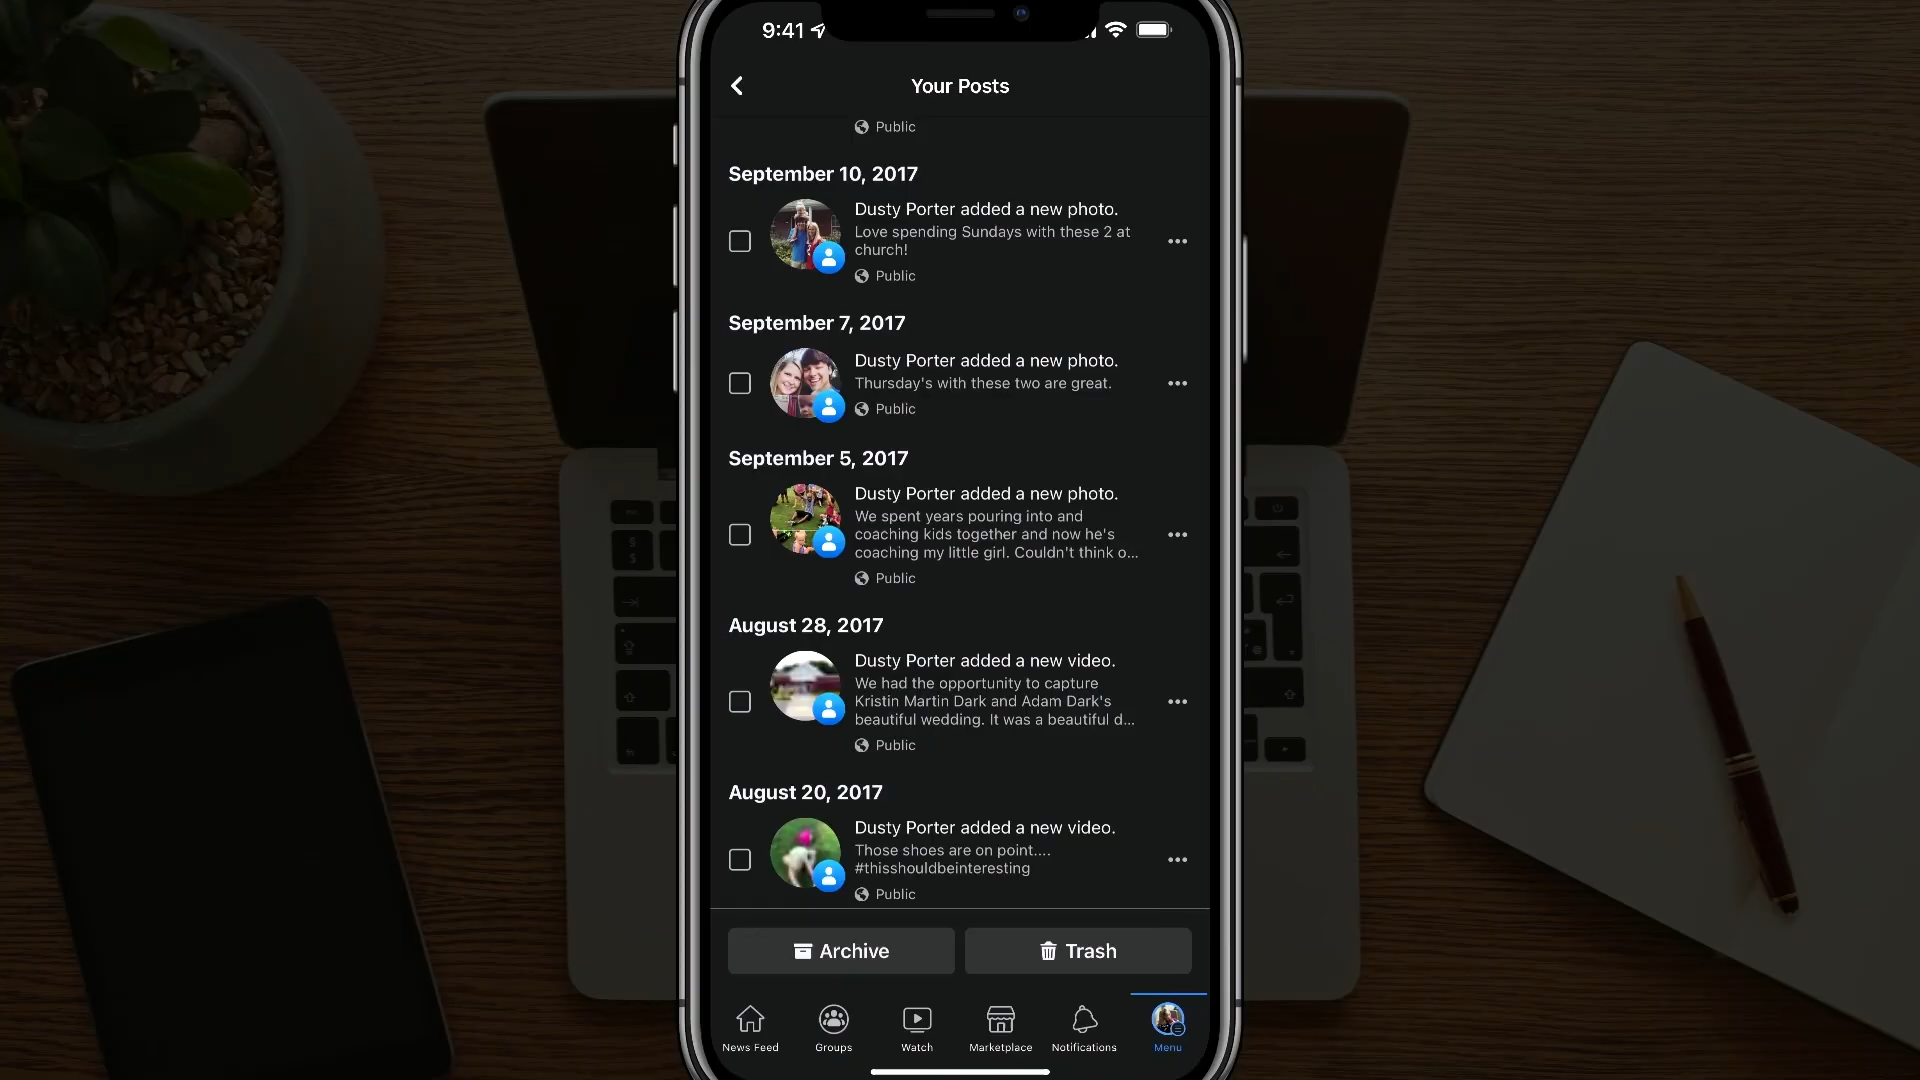 9:41
Your Posts
Public
September 10, 2017
Dusty Porter added a new photo.
Love spending Sundays with these 2 at
church!
Public
September 7, 2017
Dusty Porter added a new photo.
Thursday's with these two are great.
Public
September 5, 2017
Dusty Porter added a new photo.
We spent years pouring into and
coaching kids together and now he's
coaching my little girl. Couldn't think o...
Public
August 28, 2017
Dusty Porter added a new video.
We had the opportunity to capture
Kristin Martin Dark and Adam Dark's
beautiful wedding. It was a beautiful d...
Public
August 20, 2017
Dusty Porter added a new video.
Those shoes are on point....
#thisshouldbeinteresting
Public
Archive
Trash
News Feed
Groups
Watch
Marketplace
Notifications
Menu